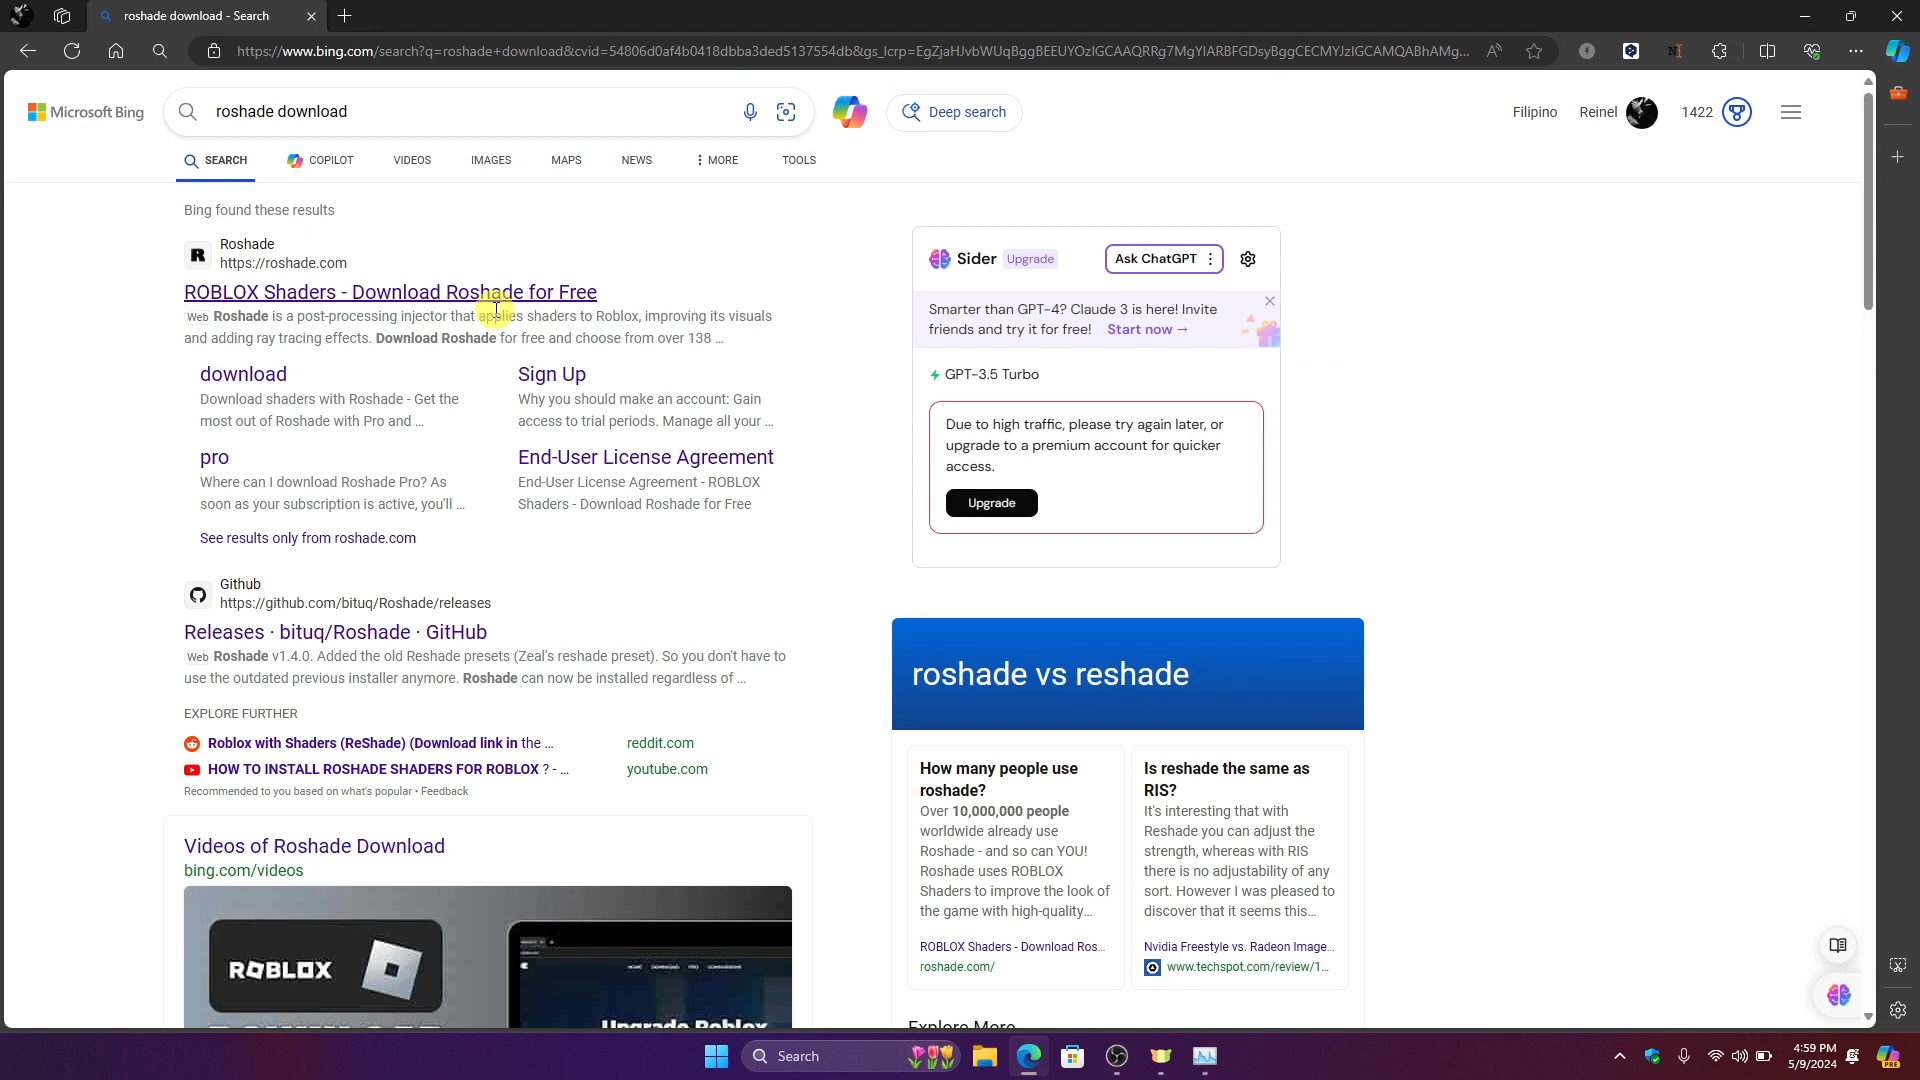 roshade download - Search
https://www.bing.com/search?q=roshade+download&cvid=54806d0af4b0418dbba3ded5137554db&gs_lcrp=EgZjaHJvbWUqBggBEEUYOzIGCAAQRRg7MgYIARBFGDsyBggCECMYJzIGCAMQABhAMg...
Microsoft Bing
roshade download
Deep search
Filipino
Reinel
1422
SEARCH
COPILOT
VIDEOS
IMAGES
MAPS
NEWS
MORE
TOOLS
Bing found these results
Roshade
https://roshade.com
ROBLOX Shaders - Download Roshade for Free
Web Roshade is a post-processing injector that applies shaders to Roblox, improving its visuals
and adding ray tracing effects. Download Roshade for free and choose from over 138 ...
download
Download shaders with Roshade - Get the
most out of Roshade with Pro and ...
Sign Up
Why you should make an account: Gain
access to trial periods. Manage all your ...
pro
Where can I download Roshade Pro? As
soon as your subscription is active, you'll ...
End-User License Agreement
End-User License Agreement - ROBLOX
Shaders - Download Roshade for Free
See results only from roshade.com
Github
https://github.com/bituq/Roshade/releases
Releases · bituq/Roshade · GitHub
Web Roshade v1.4.0. Added the old Reshade presets (Zeal's reshade preset). So you don't have to
use the outdated previous installer anymore. Roshade can now be installed regardless of ...
EXPLORE FURTHER
Roblox with Shaders (ReShade) (Download link in the ...
reddit.com
HOW TO INSTALL ROSHADE SHADERS FOR ROBLOX ? - ...
youtube.com
Recommended to you based on what's popular • Feedback
Videos of Roshade Download
bing.com/videos
ROBLOX
HOME DOWNLOAD PRO
Upgrade Roblox
Sider Upgrade
Ask ChatGPT
Smarter than GPT-4? Claude 3 is here! Invite
friends and try it for free! Start now →
GPT-3.5 Turbo
Due to high traffic, please try again later, or
upgrade to a premium account for quicker
access.
Upgrade
roshade vs reshade
How many people use
roshade?
Over 10,000,000 people
worldwide already use
Roshade - and so can YOU!
Roshade uses ROBLOX
Shaders to improve the look of
the game with high-quality...
ROBLOX Shaders - Download Ros...
roshade.com/
Is reshade the same as
RIS?
It's interesting that with
Reshade you can adjust the
strength, whereas with RIS
there is no adjustability of any
sort. However I was pleased to
discover that it seems this...
Nvidia Freestyle vs. Radeon Image...
www.techspot.com/review/1...
Explore More
Search
4:59 PM
5/9/2024
PRE